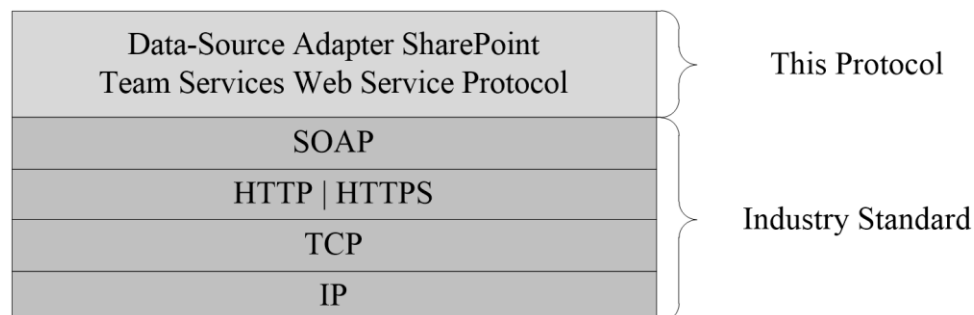 Data-Source Adapter SharePoint
Team Services Web Service Protocol
This Protocol
SOAP
HTTP | HTTPS
TCP
IP
Industry Standard